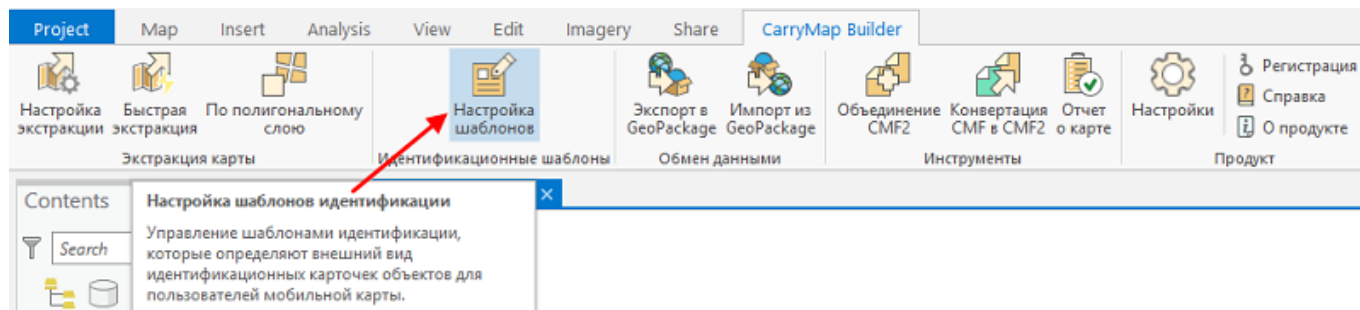 Project Map Insert Analysis View Edit Imagery Share CarryMap Builder
Настройка экстракции
Быстрая экстракция
По полигональному слою
Настройка шаблонов
Экспорт в GeoPackage
Импорт из GeoPackage
Объединение CMF2
Конвертация CMF в CMF2
Отчет о карте
Настройки
Регистрация
Справка
О продукте
Экстракция карты Идентификационные шаблоны Обмен данными Инструменты Продукт
Contents
Search
Настройка шаблонов идентификации
Управление шаблонами идентификации,
которые определяют внешний вид
идентификационных карточек объектов для
пользователей мобильной карты.